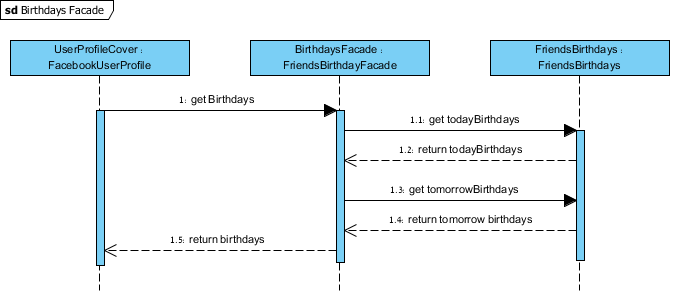 sd Birthdays Facade
UserProfileCover :
FacebookUserProfile
BirthdaysFacade :
FriendsBirthdayFacade
FriendsBirthdays :
FriendsBirthdays
1: get Birthdays
1.1: get todayBirthdays
1.2: return todayBirthdays
1.3: get tomorrowBirthdays
1.4: return tomorrow birthdays
1.5: return birthdays